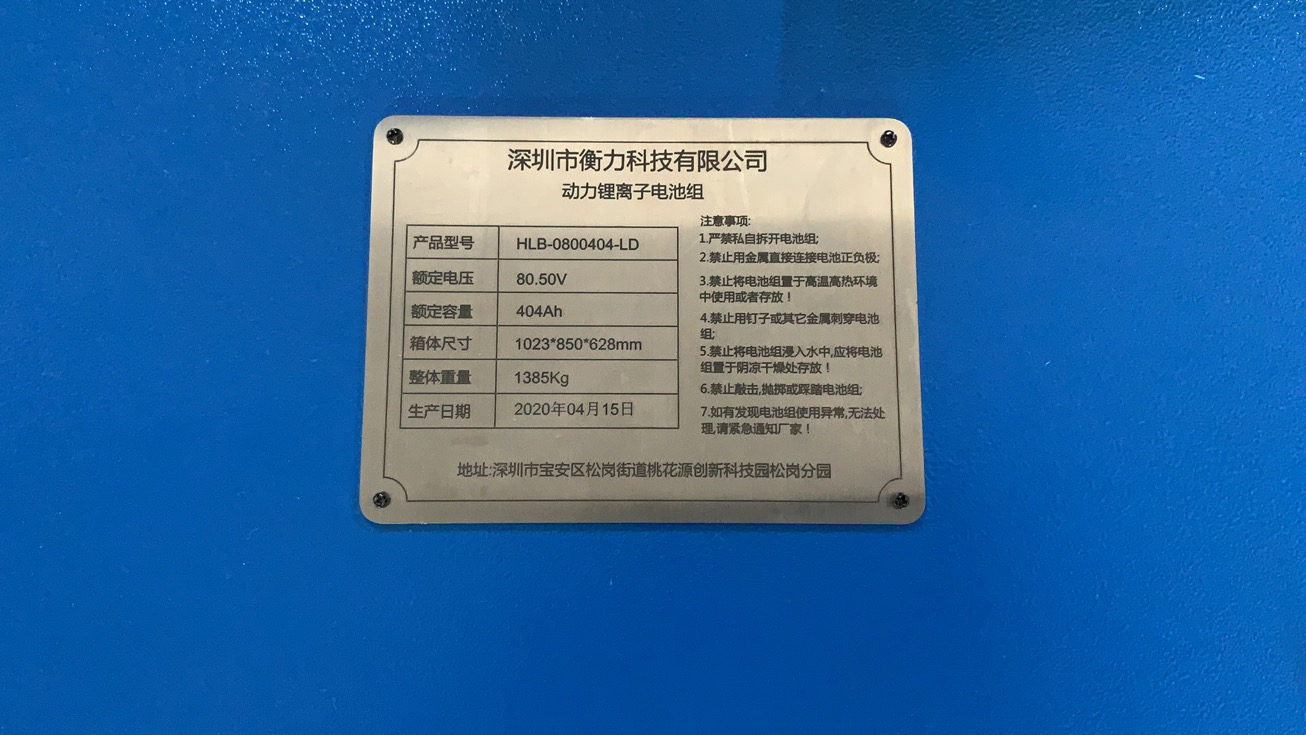 深圳市衡力科技有限公司
动力锂离子电池组
产品型号 HLB-0800404-LD
额定电压 80.50V
额定容量 404Ah
箱体尺寸 1023*850*628mm
整体重量 1385Kg
生产日期 2020年04月15日
注意事项:
1.严禁私自拆开电池组;
2.禁止用金属直接连接电池正负极;
3.禁止将电池组置于高温高热环境
中使用或者存放！
4.禁止用钉子或其它金属刺穿电池
组;
5.禁止将电池组浸入水中,应将电池
组置于阴凉干燥处存放！
6.禁止敲击,抛掷或踩踏电池组;
7.如有发现电池组使用异常,无法处
理,请紧急通知厂家！
地址:深圳市宝安区松岗街道桃花源创新科技园松岗分园